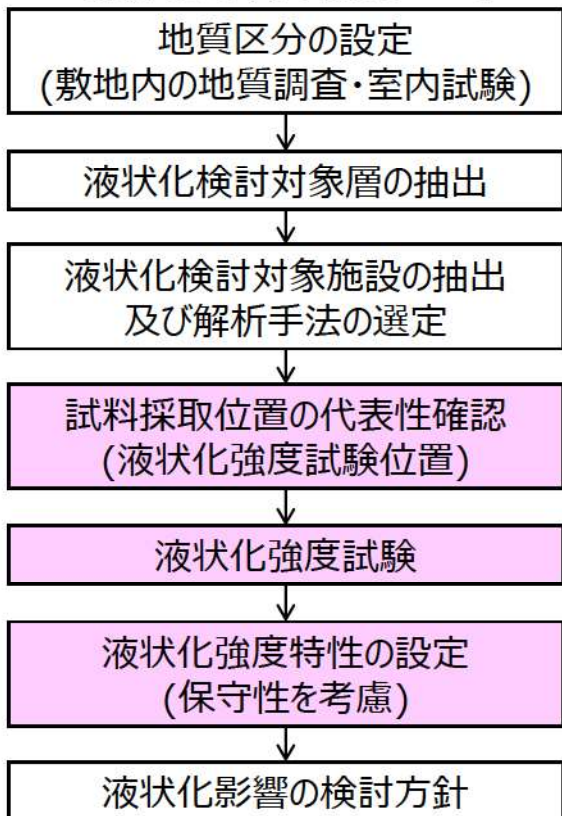 地質区分の設定
(敷地内の地質調査・室内試験)
液状化検討対象層の抽出
液状化検討対象施設の抽出
及び解析手法の選定
試料採取位置の代表性確認
(液状化強度試験位置)
液状化強度試験
液状化強度特性の設定
(保守性を考慮)
液状化影響の検討方針